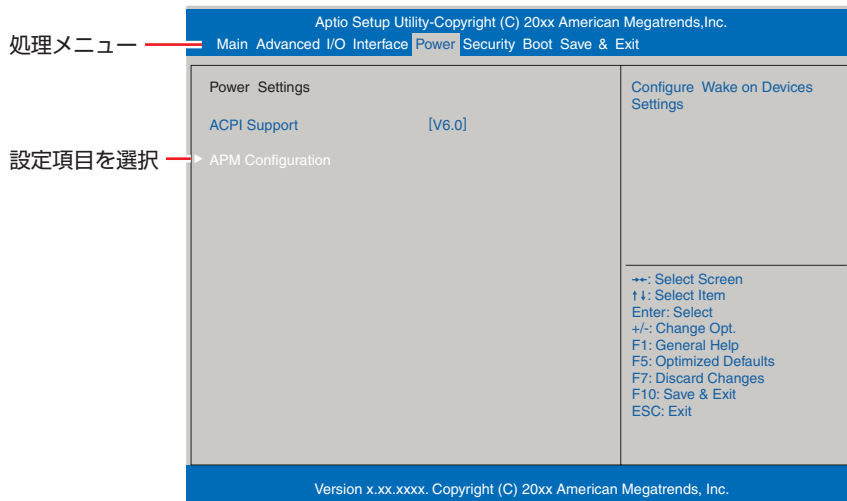 Aptio Setup Utility-Copyright (C) 20xx American Megatrends,Inc.
処理メニュー
Main Advanced I/O Interface Power Security Boot Save & Exit
Power Settings
ACPI Support [V6.0]
設定項目を選択
▶ APM Configuration
Configure Wake on Devices
Settings
→←: Select Screen
↑↓: Select Item
Enter: Select
+/-: Change Opt.
F1: General Help
F5: Optimized Defaults
F7: Discard Changes
F10: Save & Exit
ESC: Exit
Version x.xx.xxxx. Copyright (C) 20xx American Megatrends, Inc.